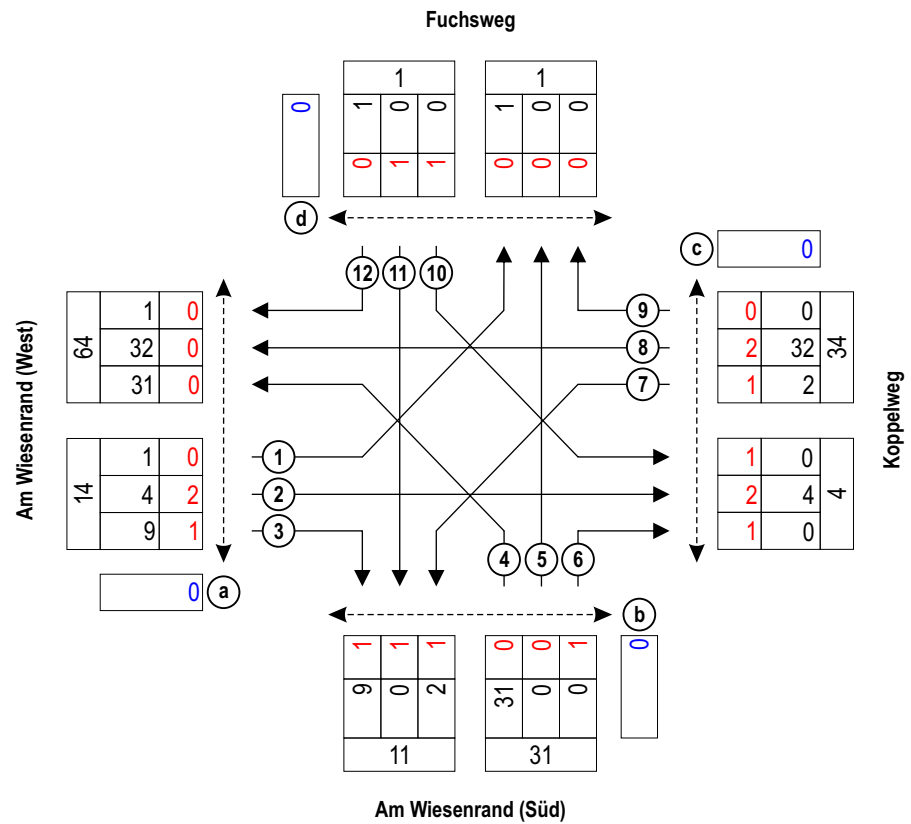 Fuchsweg
1 1
0 1 0 0 1 0 0
0 1 1 0 0 0
d
c 0
12 11 10
Am Wiesenrand (West)
64
1 0
32 0
31 0
9
8
7
0 0
2 32
1 2
34
Koppelweg
14
1 0
4 2
9 1
1
2
3
1 0
2 4
1 0
4
4 5 6
0 a
b
1 1 1 0 0 1 0
9 0 2 31 0 0
11 31
Am Wiesenrand (Süd)